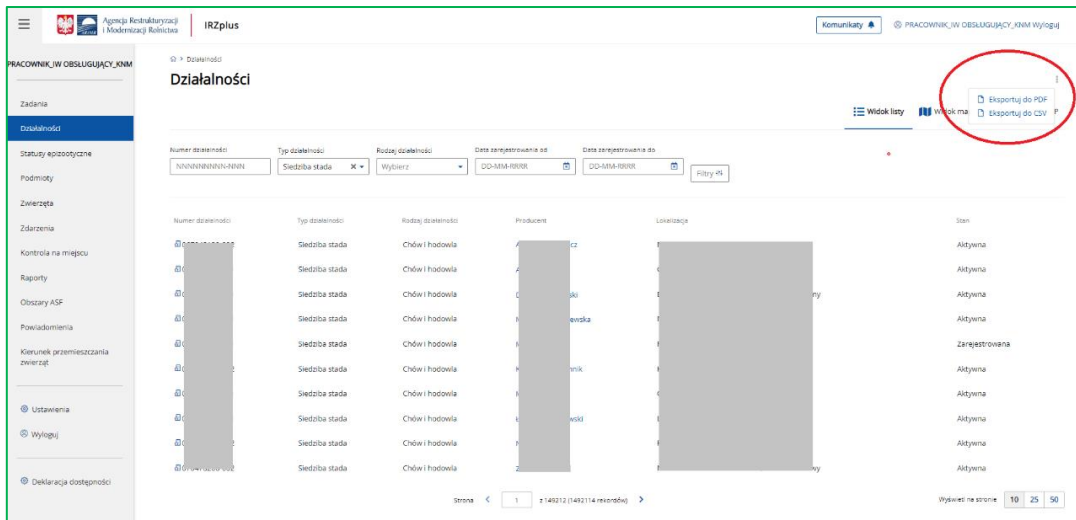 Agencja Restrukturyzacji
i Modernizacji Rolnictwa
IRZplus
Komunikaty
PRACOWNIK_IW OBSŁUGUJĄCY_KNM Wyloguj
PRACOWNIK_IW OBSŁUGUJĄCY_KNM
Zadania
Działalności
Statusy epizootyczne
Podmioty
Zwierzęta
Zdarzenia
Kontrola na miejscu
Raporty
Obszary ASF
Powiadomienia
Kierunek przemieszczania
zwierząt
Ustawienia
Wyloguj
Deklaracja dostępności
Działalności
Działalności
Eksportuj do PDF
Eksportuj do CSV
Widok listy
Numer działalności Typ działalności Rodzaj działalności Data zarejestrowania od Data zarejestrowania do
NNNNNNNNN-NNN Siedziba stada Wybierz DD-MM-RRRR DD-MM-RRRR Filtry
Numer działalności Typ działalności Rodzaj działalności Producent Lokalizacja Stan
Siedziba stada Chów i hodowla Aktywna
Siedziba stada Chów i hodowla Aktywna
Siedziba stada Chów i hodowla Aktywna
Siedziba stada Chów i hodowla Aktywna
Siedziba stada Chów i hodowla Zarejestrowana
Siedziba stada Chów i hodowla Aktywna
Siedziba stada Chów i hodowla Aktywna
Siedziba stada Chów i hodowla Aktywna
Siedziba stada Chów i hodowla Aktywna
Siedziba stada Chów i hodowla Aktywna
Strona 1 z 149212 (1492114 rekordów)
Wyświetl na stronie 10 25 50